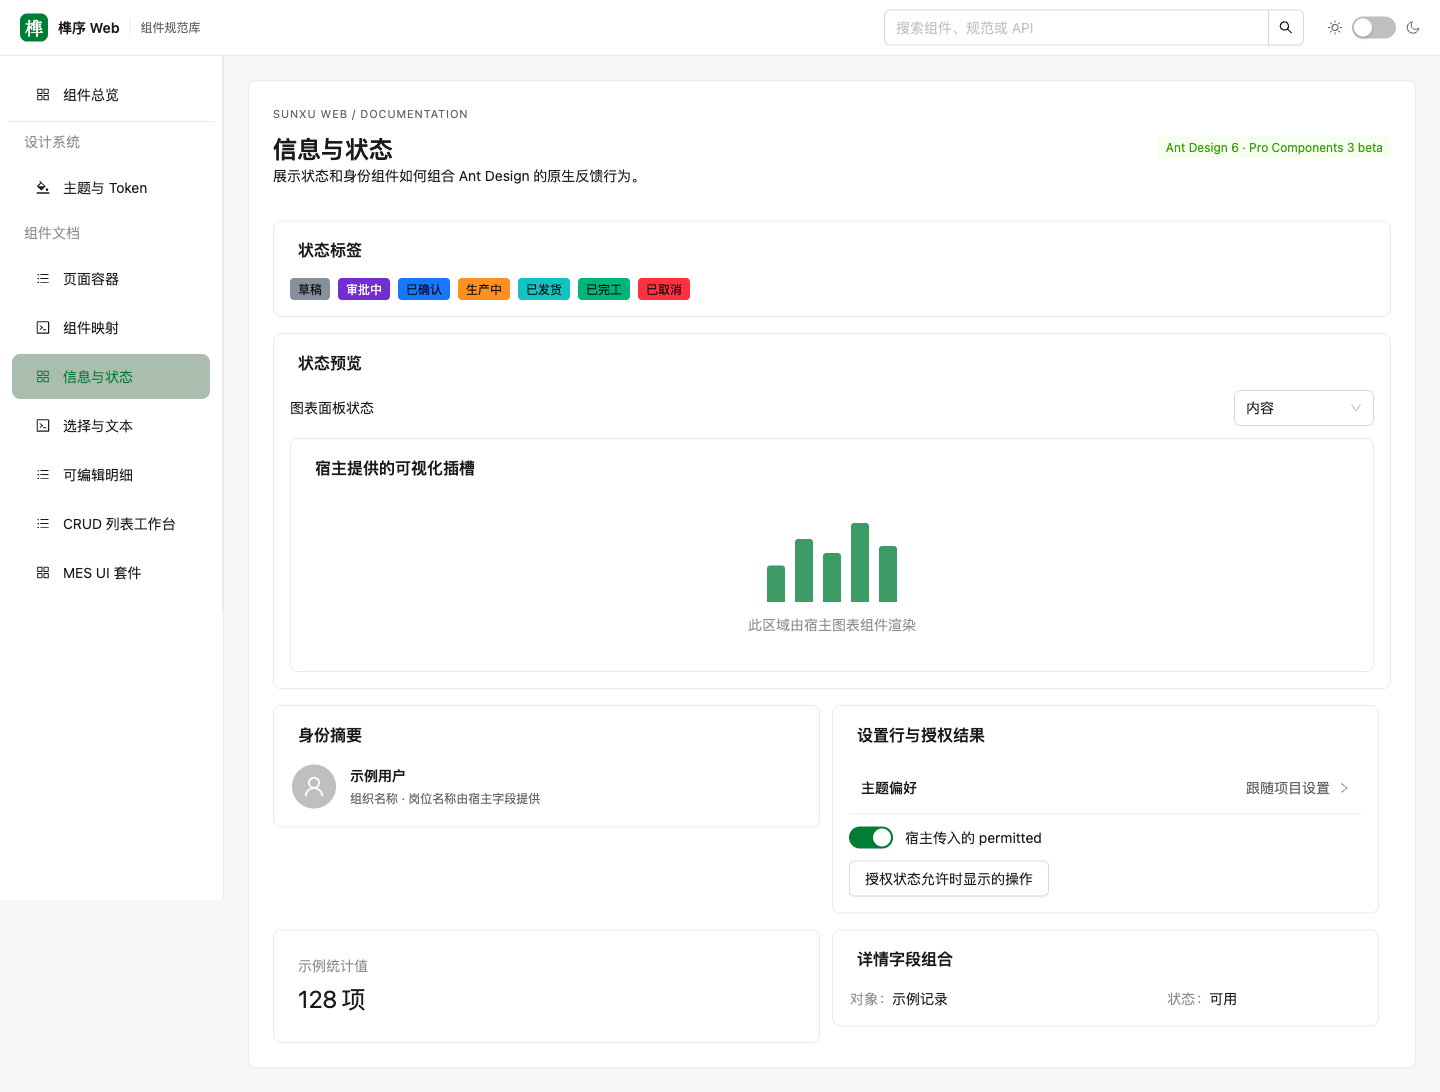 榫 榫序 Web 组件规范库
搜索组件、规范或 API
组件总览
设计系统
主题与 Token
组件文档
页面容器
组件映射
信息与状态
选择与文本
可编辑明细
CRUD 列表工作台
MES UI 套件
SUNXU WEB / DOCUMENTATION
信息与状态
Ant Design 6 · Pro Components 3 beta
展示状态和身份组件如何组合 Ant Design 的原生反馈行为。
状态标签
草稿 审批中 已确认 生产中 已发货 已完工 已取消
状态预览
图表面板状态 内容
宿主提供的可视化插槽
此区域由宿主图表组件渲染
身份摘要
示例用户
组织名称 · 岗位名称由宿主字段提供
设置行与授权结果
主题偏好 跟随项目设置
宿主传入的 permitted
授权状态允许时显示的操作
示例统计值
128 项
详情字段组合
对象： 示例记录 状态： 可用